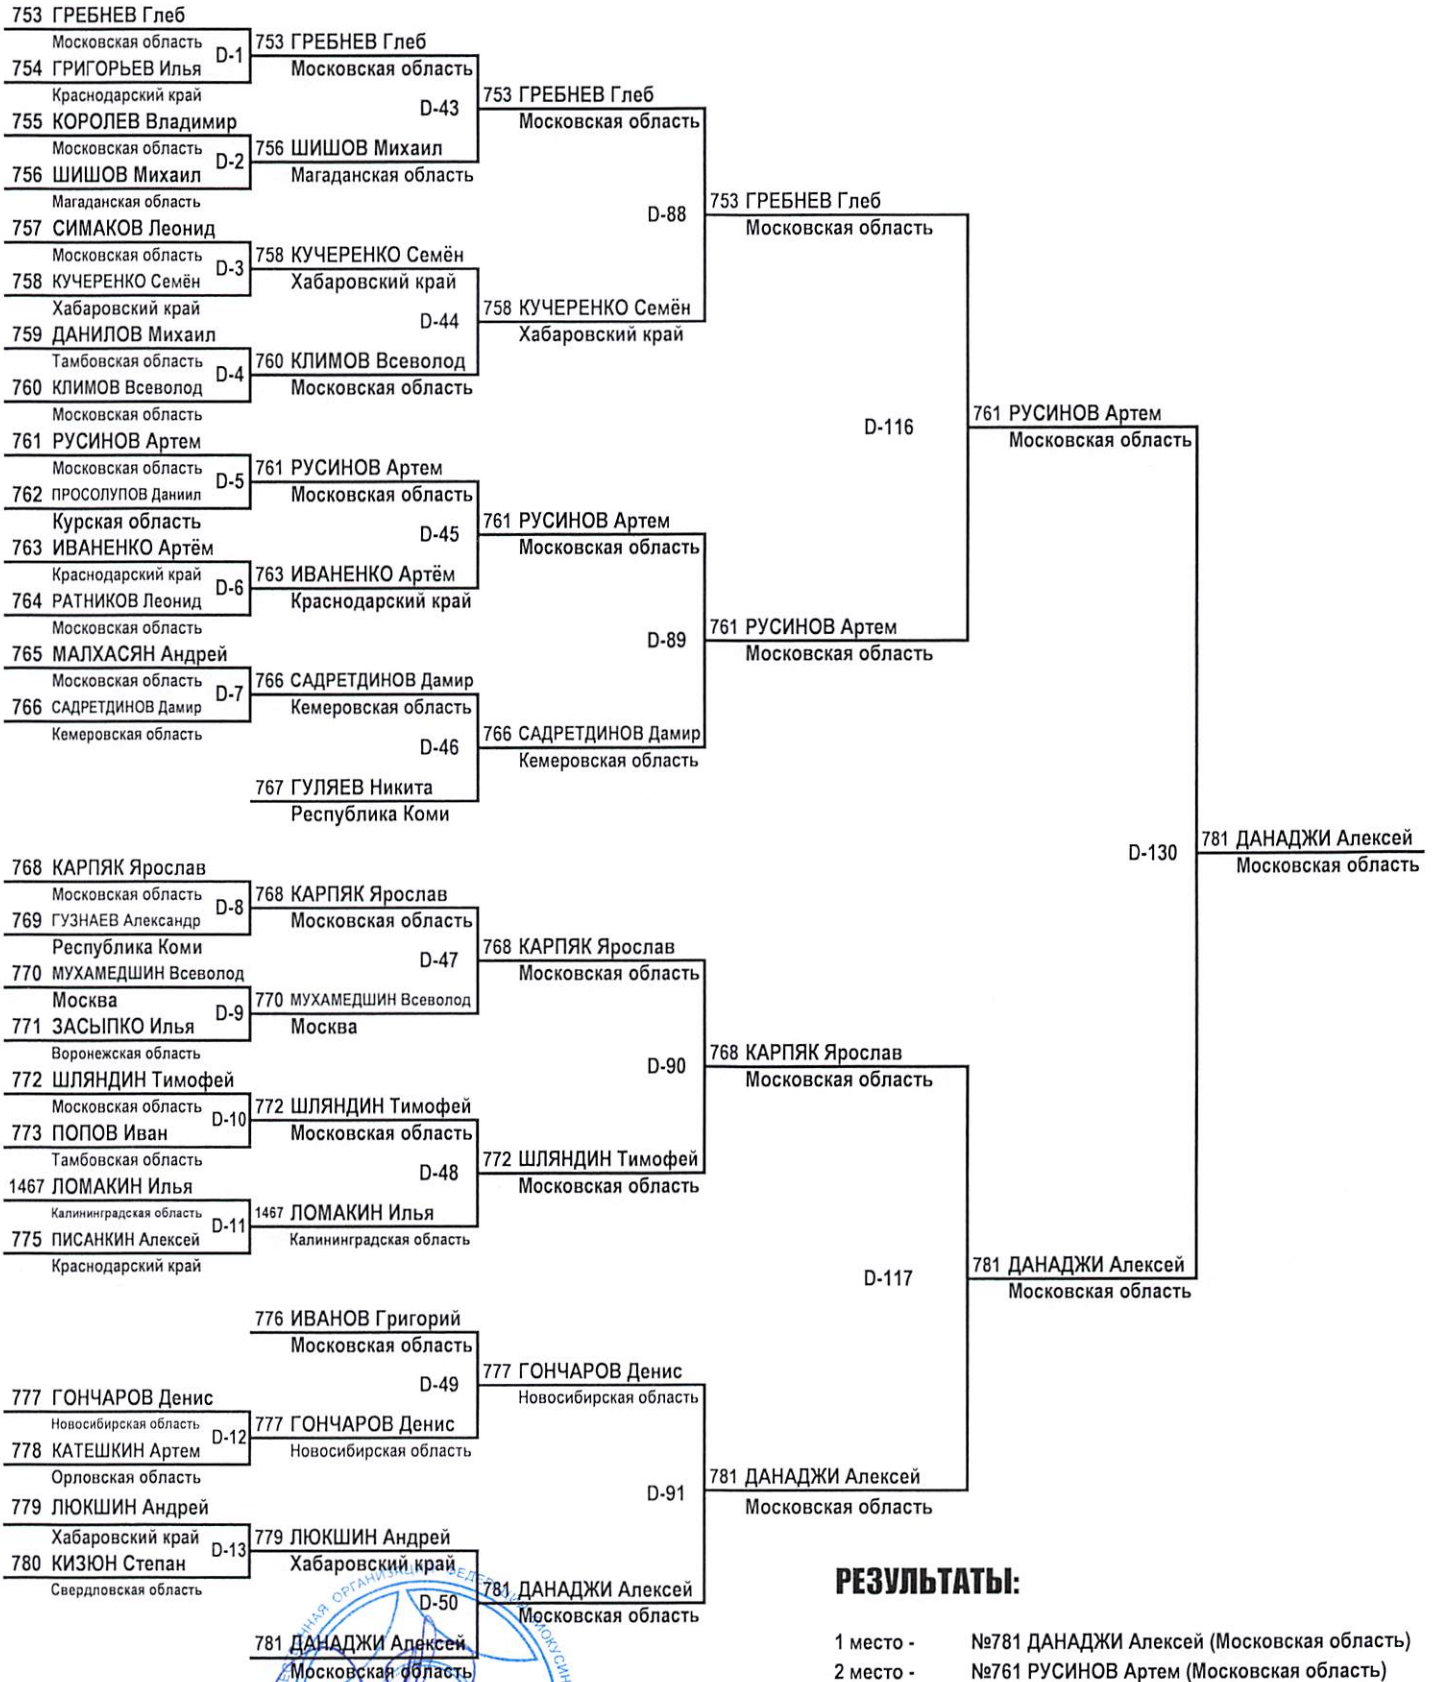 753 ГРЕБНЕВ Глеб
Московская область
D-1
754 ГРИГОРЬЕВ Илья
Краснодарский край
755 КОРОЛЕВ Владимир
Московская область
D-2
756 ШИШОВ Михаил
Магаданская область
757 СИМАКОВ Леонид
Московская область
D-3
758 КУЧЕРЕНКО Семён
Хабаровский край
759 ДАНИЛОВ Михаил
Тамбовская область
D-4
760 КЛИМОВ Всеволод
Московская область
761 РУСИНОВ Артем
Московская область
D-5
762 ПРОСОЛУПОВ Даниил
Курская область
763 ИВАНЕНКО Артём
Краснодарский край
D-6
764 РАТНИКОВ Леонид
Московская область
765 МАЛХАСЯН Андрей
Московская область
D-7
766 САДРЕТДИНОВ Дамир
Кемеровская область
768 КАРПЯК Ярослав
Московская область
D-8
769 ГУЗНАЕВ Александр
Республика Коми
770 МУХАМЕДШИН Всеволод
Москва
D-9
771 ЗАСЫПКО Илья
Воронежская область
772 ШЛЯНДИН Тимофей
Московская область
D-10
773 ПОПОВ Иван
Тамбовская область
1467 ЛОМАКИН Илья
Калининградская область
D-11
775 ПИСАНКИН Алексей
Краснодарский край
777 ГОНЧАРОВ Денис
Новосибирская область
D-12
778 КАТЕШКИН Артем
Орловская область
779 ЛЮКШИН Андрей
Хабаровский край
D-13
780 КИЗЮН Степан
Свердловская область
753 ГРЕБНЕВ Глеб
Московская область
D-43
756 ШИШОВ Михаил
Магаданская область
758 КУЧЕРЕНКО Семён
Хабаровский край
D-44
760 КЛИМОВ Всеволод
Московская область
761 РУСИНОВ Артем
Московская область
D-45
763 ИВАНЕНКО Артём
Краснодарский край
766 САДРЕТДИНОВ Дамир
Кемеровская область
D-46
767 ГУЛЯЕВ Никита
Республика Коми
768 КАРПЯК Ярослав
Московская область
D-47
770 МУХАМЕДШИН Всеволод
Москва
772 ШЛЯНДИН Тимофей
Московская область
D-48
1467 ЛОМАКИН Илья
Калининградская область
776 ИВАНОВ Григорий
Московская область
D-49
777 ГОНЧАРОВ Денис
Новосибирская область
779 ЛЮКШИН Андрей
Хабаровский край
D-50
781 ДАНАДЖИ Алексей
Московская область
753 ГРЕБНЕВ Глеб
Московская область
D-88
758 КУЧЕРЕНКО Семён
Хабаровский край
761 РУСИНОВ Артем
Московская область
D-89
766 САДРЕТДИНОВ Дамир
Кемеровская область
768 КАРПЯК Ярослав
Московская область
D-90
772 ШЛЯНДИН Тимофей
Московская область
777 ГОНЧАРОВ Денис
Новосибирская область
D-91
781 ДАНАДЖИ Алексей
Московская область
753 ГРЕБНЕВ Глеб
Московская область
D-116
761 РУСИНОВ Артем
Московская область
768 КАРПЯК Ярослав
Московская область
D-117
781 ДАНАДЖИ Алексей
Московская область
761 РУСИНОВ Артем
Московская область
D-130
781 ДАНАДЖИ Алексей
Московская область
781 ДАНАДЖИ Алексей
Московская область
РЕЗУЛЬТАТЫ:
1 место - №781 ДАНАДЖИ Алексей (Московская область)
2 место - №761 РУСИНОВ Артем (Московская область)